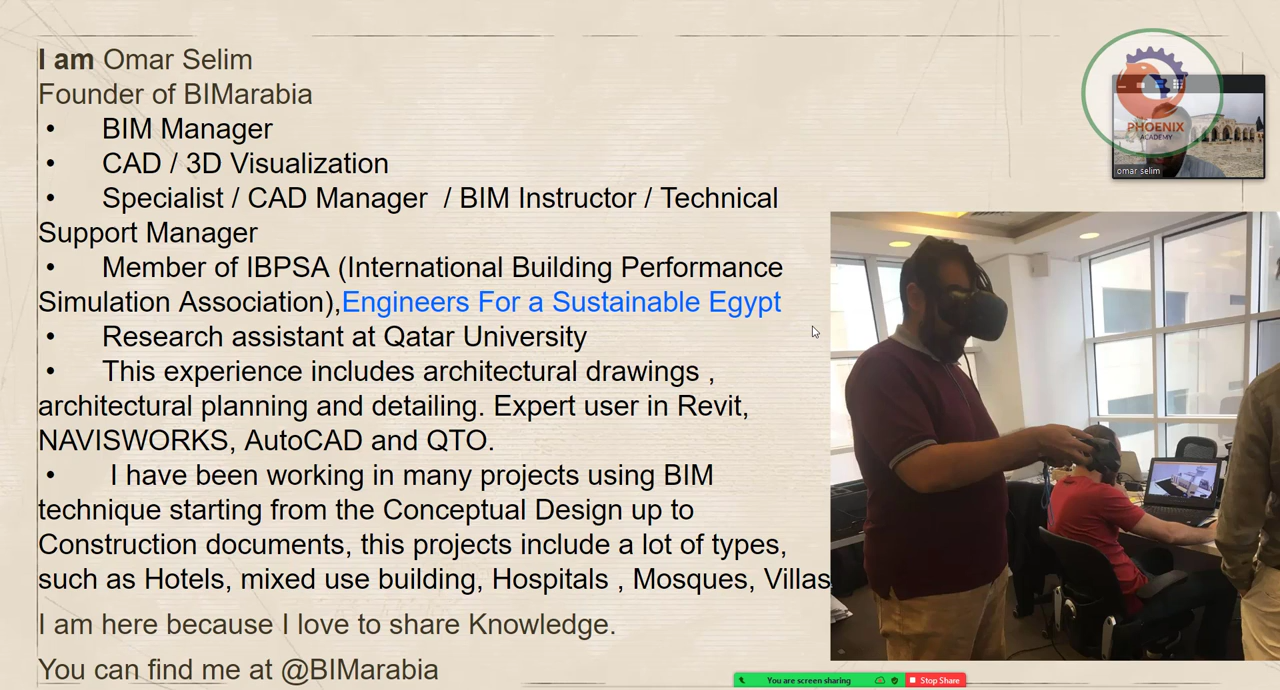 I am Omar Selim
Founder of BIMarabia
• BIM Manager
• CAD / 3D Visualization
• Specialist / CAD Manager / BIM Instructor / Technical
Support Manager
• Member of IBPSA (International Building Performance
Simulation Association),Engineers For a Sustainable Egypt
• Research assistant at Qatar University
• This experience includes architectural drawings ,
architectural planning and detailing. Expert user in Revit,
NAVISWORKS, AutoCAD and QTO.
• I have been working in many projects using BIM
technique starting from the Conceptual Design up to
Construction documents, this projects include a lot of types,
such as Hotels, mixed use building, Hospitals , Mosques, Villas
I am here because I love to share Knowledge.
You can find me at @BIMarabia
PHOENIX
ACADEMY
omar selim
You are screen sharing
Stop Share